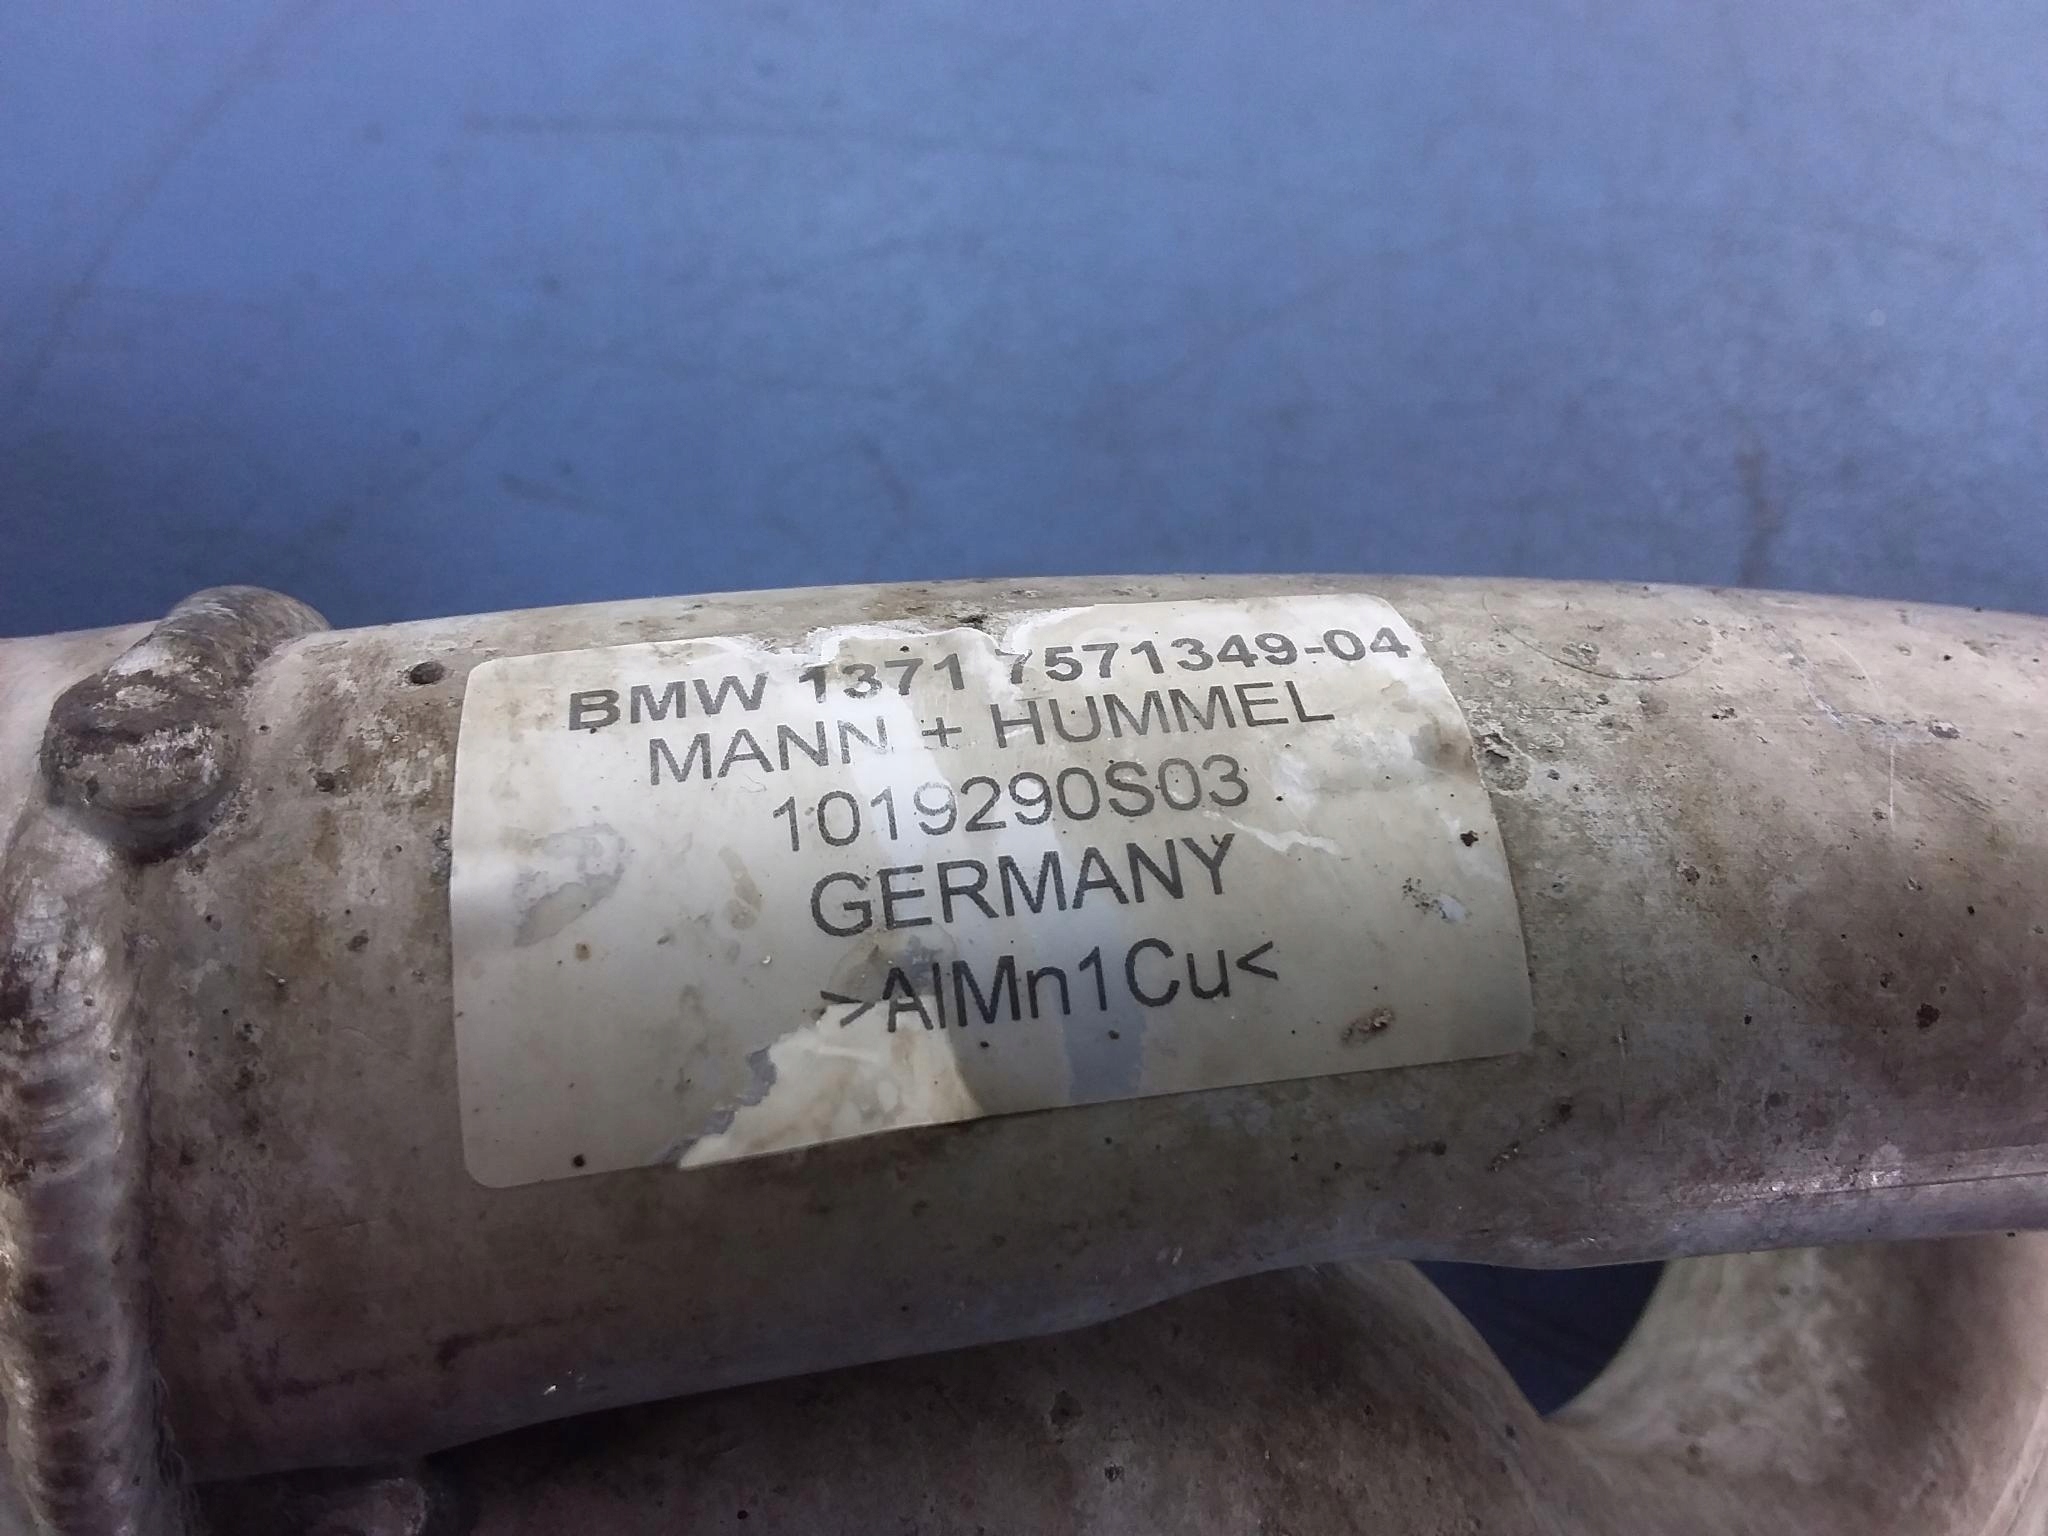 BMW 1371 7571349-04
MANN + HUMMEL
1019290S03
GERMANY
>AlMn1Cu<